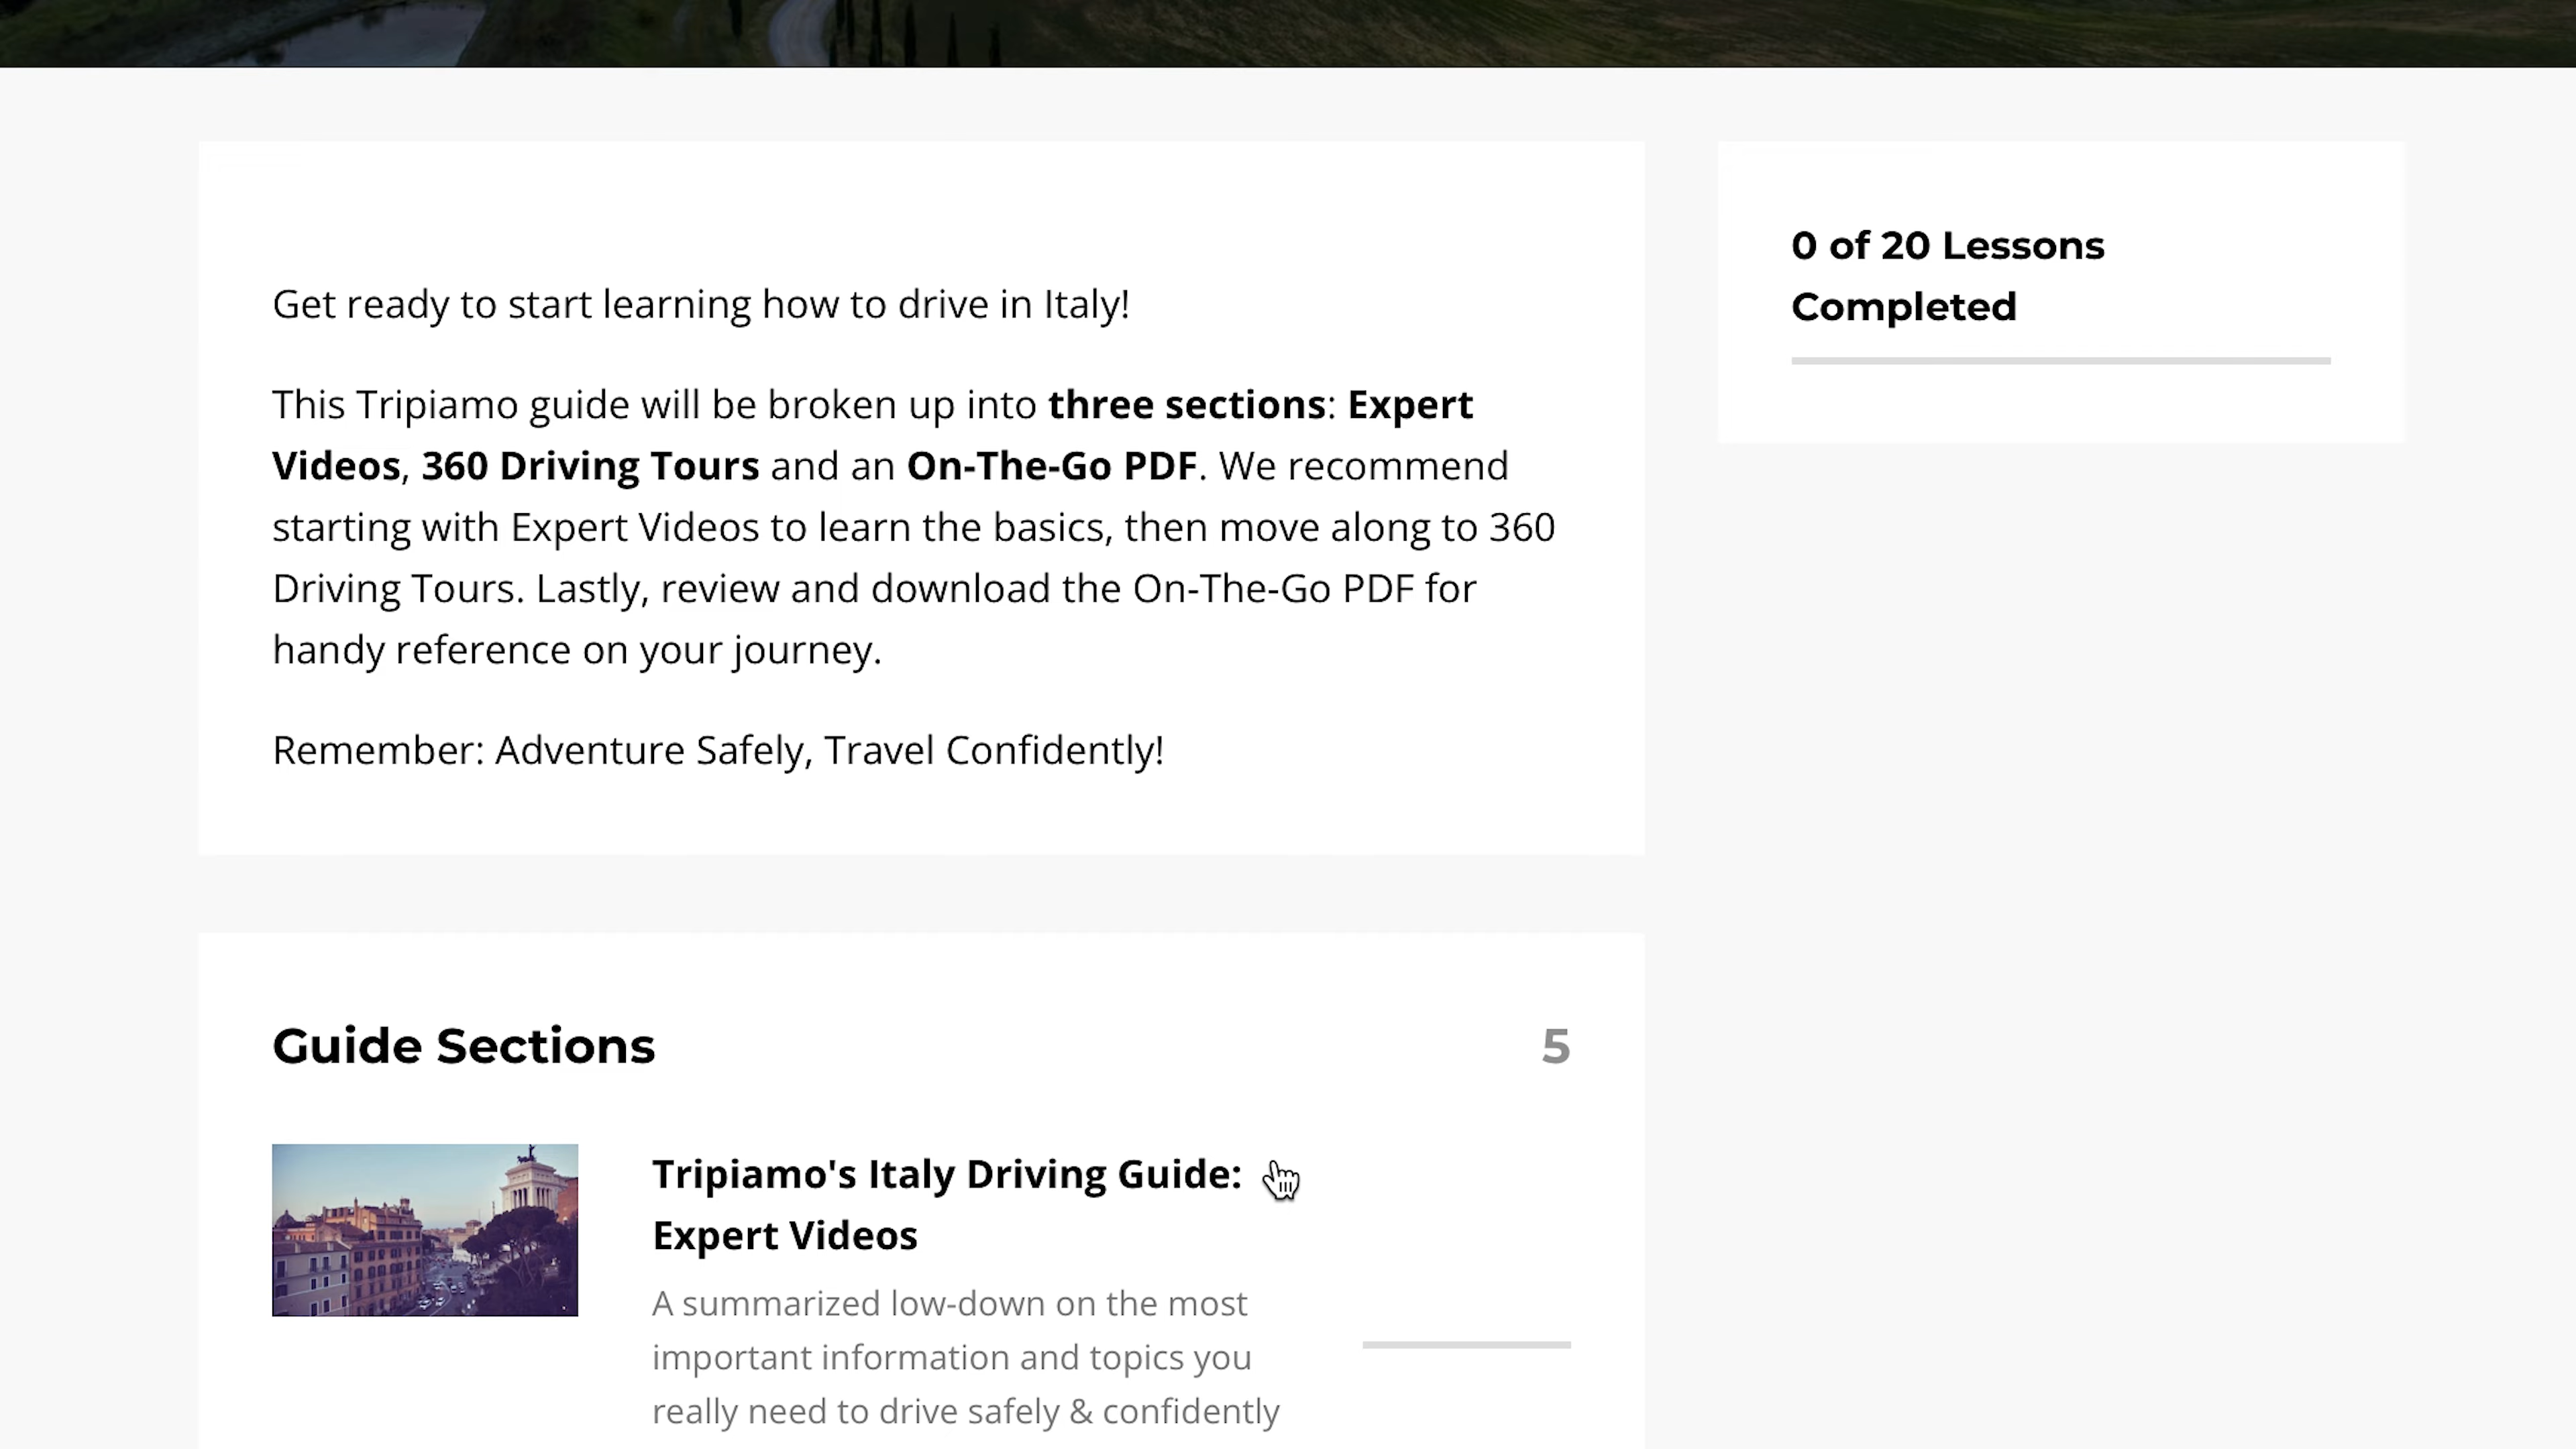 Get ready to start learning how to drive in Italy!
This Tripiamo guide will be broken up into three sections: Expert
Videos, 360 Driving Tours and an On-The-Go PDF. We recommend
starting with Expert Videos to learn the basics, then move along to 360
Driving Tours. Lastly, review and download the On-The-Go PDF for
handy reference on your journey.
Remember: Adventure Safely, Travel Confidently!
0 of 20 Lessons
Completed
Guide Sections
5
Tripiamo's Italy Driving Guide:
Expert Videos
A summarized low-down on the most
important information and topics you
really need to drive safely & confidently